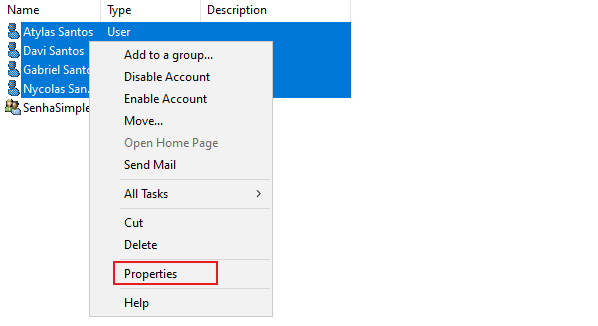 Name Type Description
Atylas Santos User
Davi Santos
Gabriel Santo
Nycolas San..
SenhaSimple
Add to a group...
Disable Account
Enable Account
Move...
Open Home Page
Send Mail
All Tasks
Cut
Delete
Properties
Help